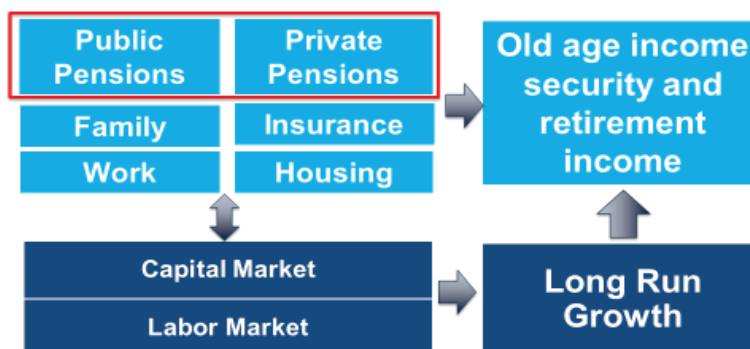 Public
Pensions
Private
Pensions
Family
Insurance
Work
Housing
Old age income
security and
retirement
income
Capital Market
Labor Market
Long Run
Growth